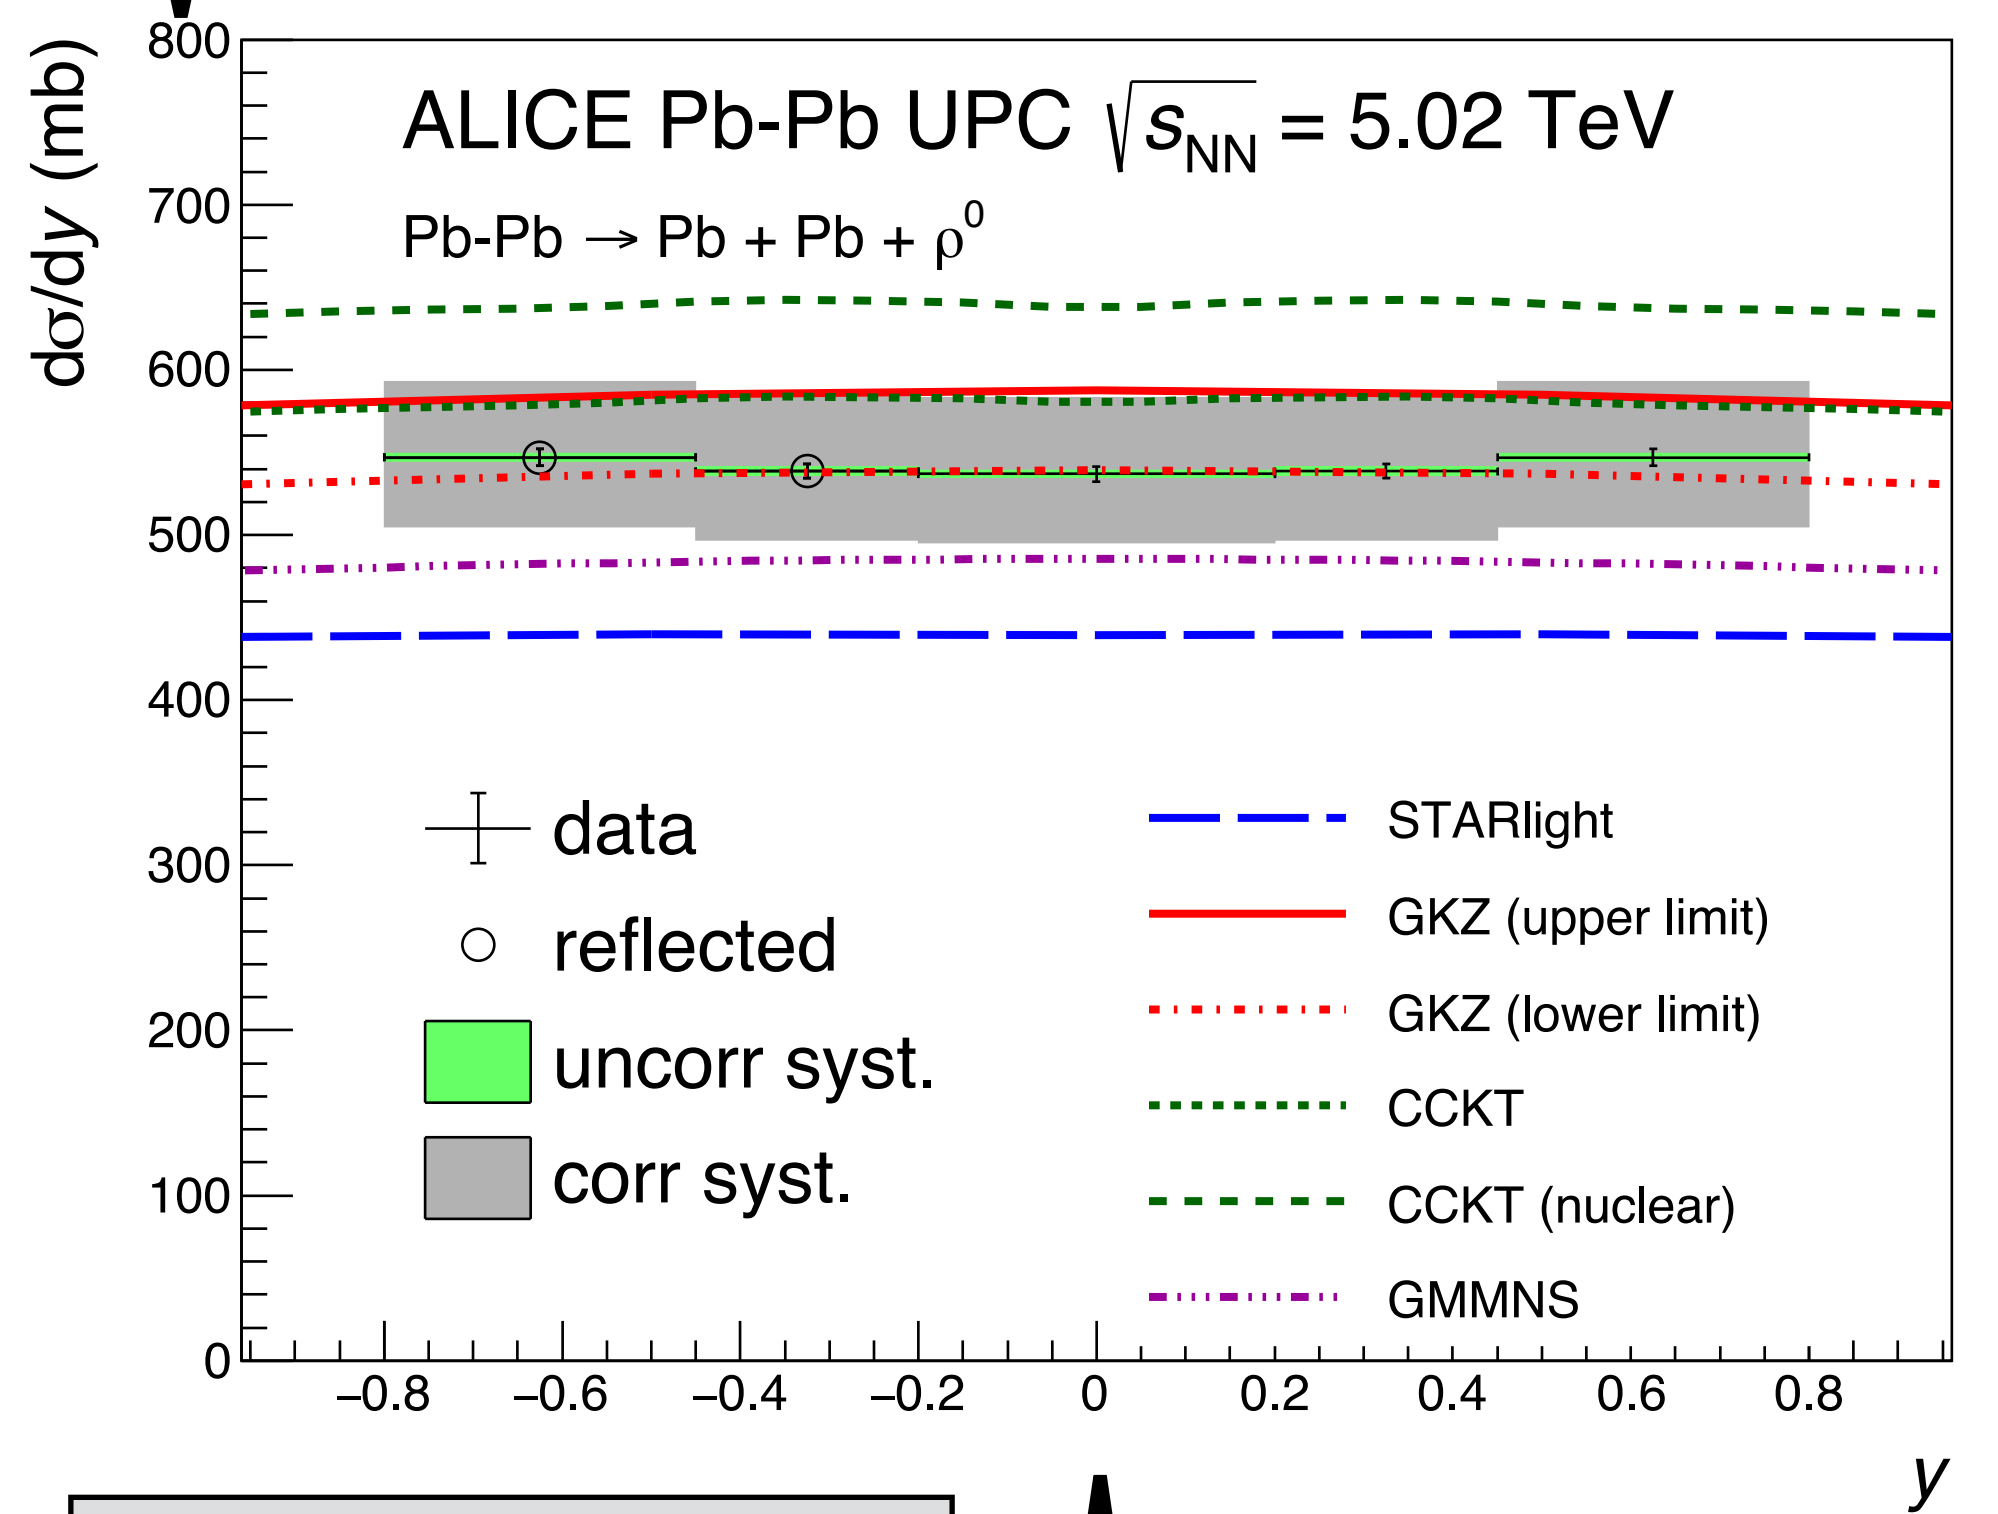 dσ/dy (mb)
ALICE Pb-Pb UPC √sNN = 5.02 TeV
Pb-Pb → Pb + Pb + ρ0
800
700
600
500
400
300
200
100
0
data
reflected
uncorr syst.
corr syst.
STARlight
GKZ (upper limit)
GKZ (lower limit)
CCKT
CCKT (nuclear)
GMMNS
−0.8 −0.6 −0.4 −0.2 0 0.2 0.4 0.6 0.8
y